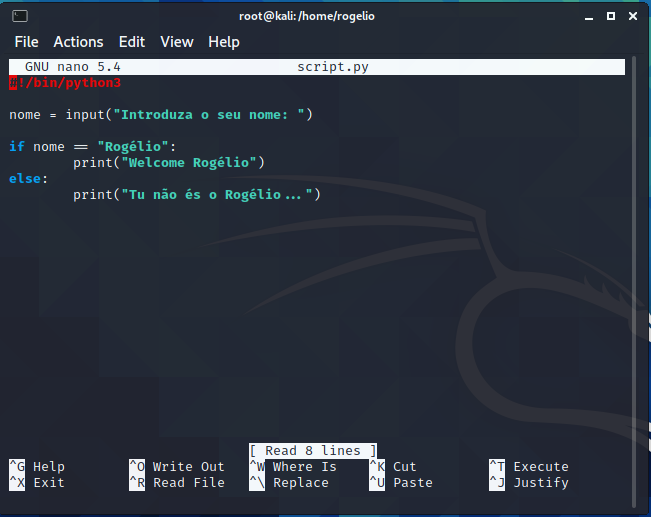 root@kali: /home/rogelio
File Actions Edit View Help
GNU nano 5.4 script.py
#!/bin/python3
nome = input("Introduza o seu nome: ")
if nome == "Rogélio":
print("Welcome Rogélio")
else:
print("Tu não és o Rogélio...")
[ Read 8 lines ]
^G Help ^O Write Out ^W Where Is ^K Cut ^T Execute
^X Exit ^R Read File ^\ Replace ^U Paste ^J Justify